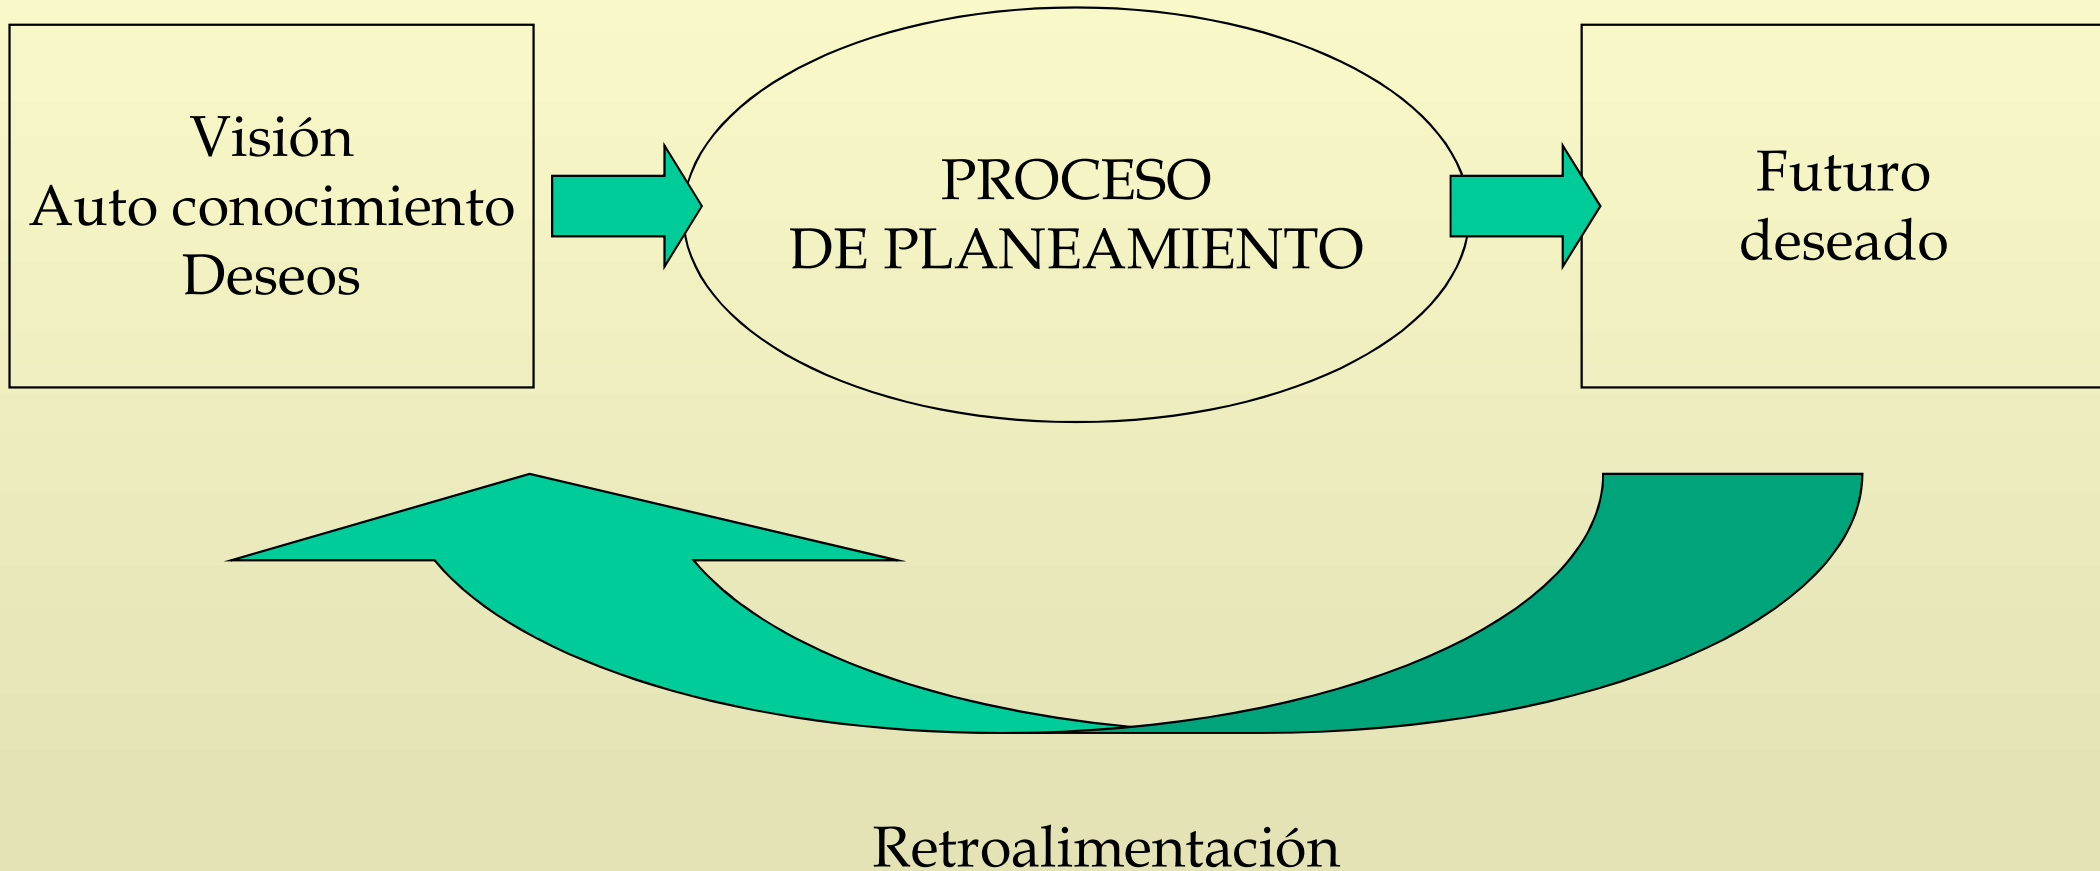 Visión
Auto conocimiento
Deseos
PROCESO
DE PLANEAMIENTO
Futuro
deseado
Retroalimentación